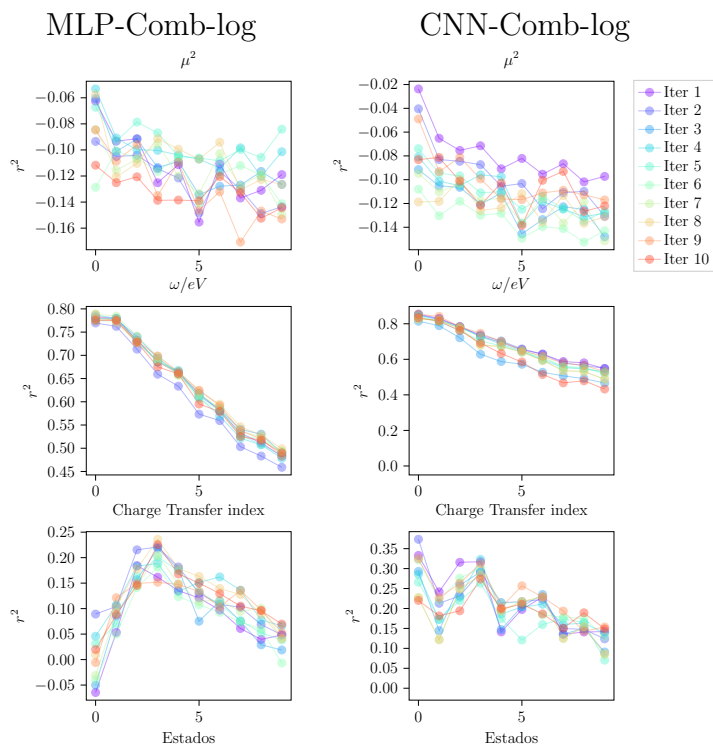 MLP-Comb-log
CNN-Comb-log
μ²
μ²
−0.06
−0.08
−0.10
−0.12
−0.14
−0.16
r²
0
5
ω/eV
−0.02
−0.04
−0.06
−0.08
−0.10
−0.12
−0.14
r²
0
5
ω/eV
Iter 1
Iter 2
Iter 3
Iter 4
Iter 5
Iter 6
Iter 7
Iter 8
Iter 9
Iter 10
0.80
0.75
0.70
0.65
0.60
0.55
0.50
0.45
r²
0
5
Charge Transfer index
0.8
0.6
0.4
0.2
0.0
r²
0
5
Charge Transfer index
0.25
0.20
0.15
0.10
0.05
0.00
−0.05
r²
0
5
Estados
0.35
0.30
0.25
0.20
0.15
0.10
0.05
0.00
r²
0
5
Estados